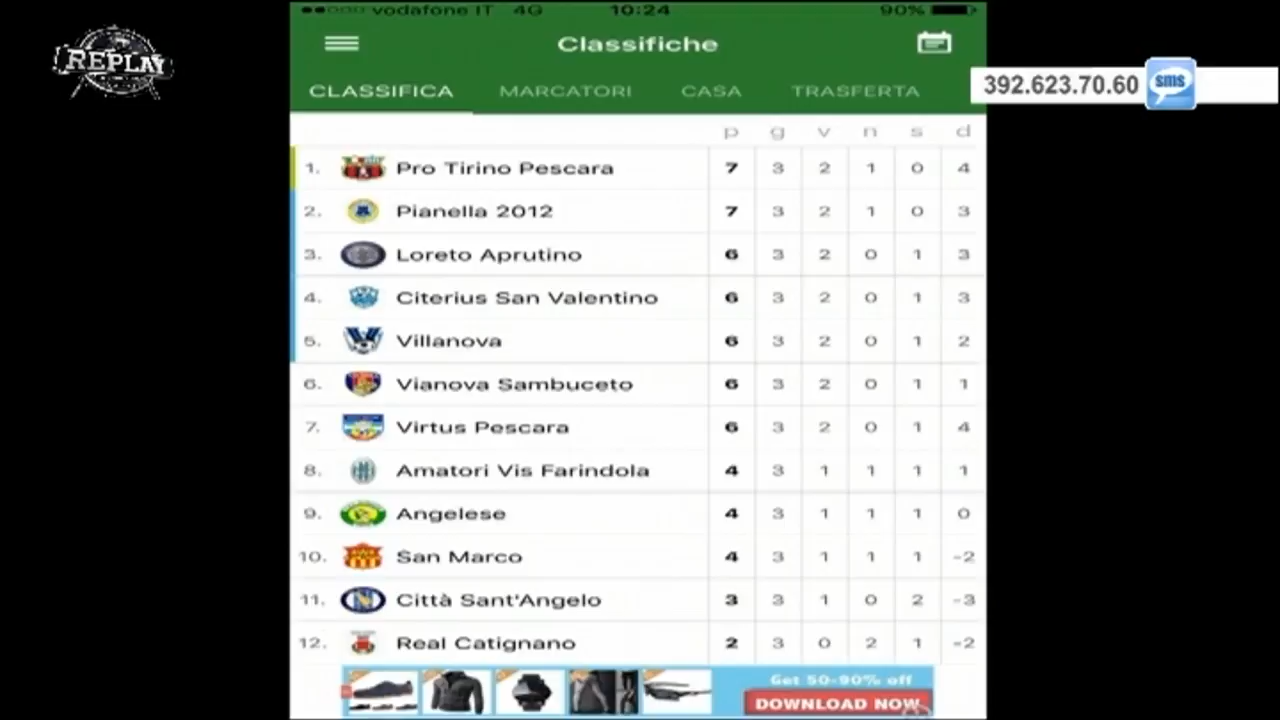 vodafone IT 4G 10:24 90%
REPLAY
Classifiche
392.623.70.60 sms
CLASSIFICA MARCATORI CASA TRASFERTA
p g v n s d
1. Pro Tirino Pescara 7 3 2 1 0 4
2. Pianella 2012 7 3 2 1 0 3
3. Loreto Aprutino 6 3 2 0 1 3
4. Citerius San Valentino 6 3 2 0 1 3
5. Villanova 6 3 2 0 1 2
6. Vianova Sambuceto 6 3 2 0 1 1
7. Virtus Pescara 6 3 2 0 1 4
8. Amatori Vis Farindola 4 3 1 1 1 1
9. Angelese 4 3 1 1 1 0
10. San Marco 4 3 1 1 1 -2
11. Città Sant'Angelo 3 3 1 0 2 -3
12. Real Catignano 2 3 0 2 1 -2
Get 50-90% off
DOWNLOAD NOW